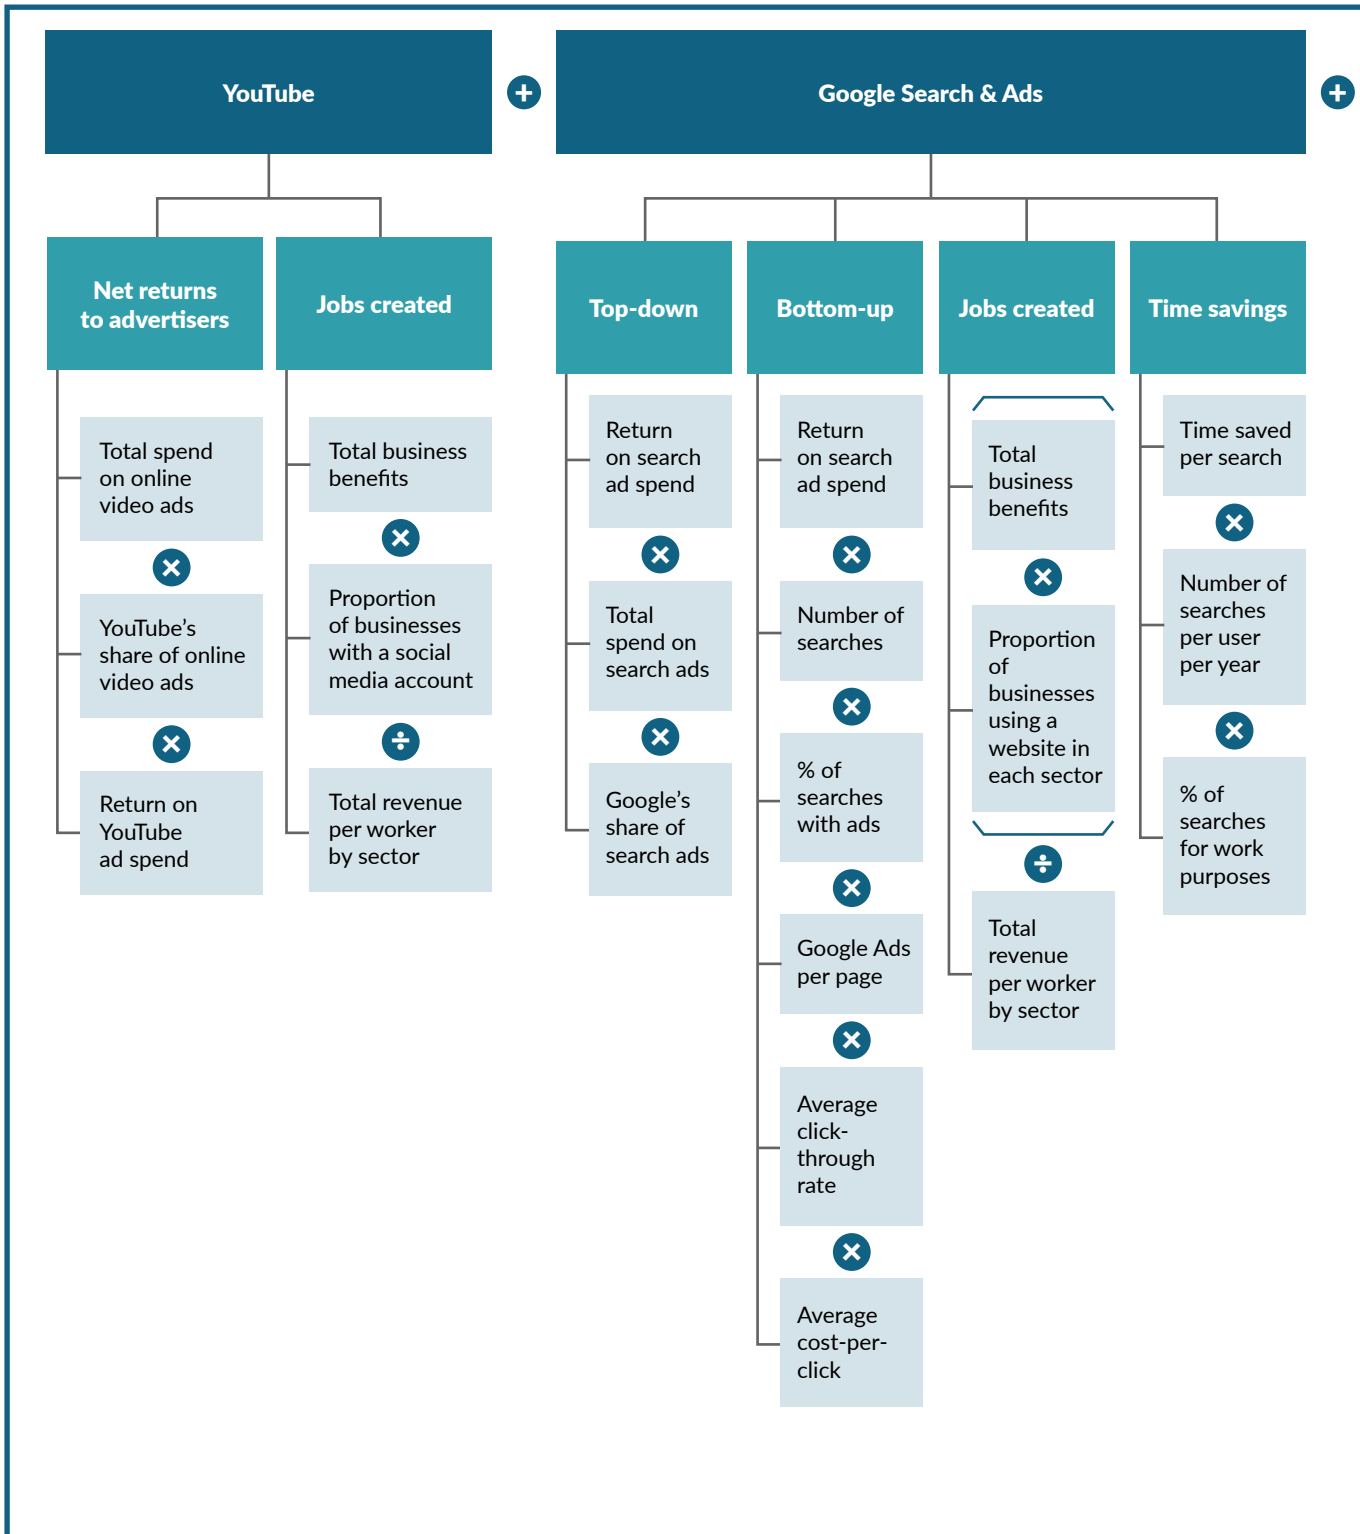 YouTube
+
Google Search & Ads
+
Net returns
to advertisers
Total spend
on online
video ads
×
YouTube’s
share of online
video ads
×
Return on
YouTube
ad spend
Jobs created
Total business
benefits
×
Proportion
of businesses
with a social
media account
÷
Total revenue
per worker
by sector
Top-down
Return
on search
ad spend
×
Total
spend on
search ads
×
Google’s
share of
search ads
Bottom-up
Return
on search
ad spend
×
Number of
searches
×
% of
searches
with ads
×
Google Ads
per page
×
Average
click-
through
rate
×
Average
cost-per-
click
Jobs created
Total
business
benefits
×
Proportion
of
businesses
using a
website in
each sector
÷
Total
revenue
per worker
by sector
Time savings
Time saved
per search
×
Number of
searches
per user
per year
×
% of
searches
for work
purposes